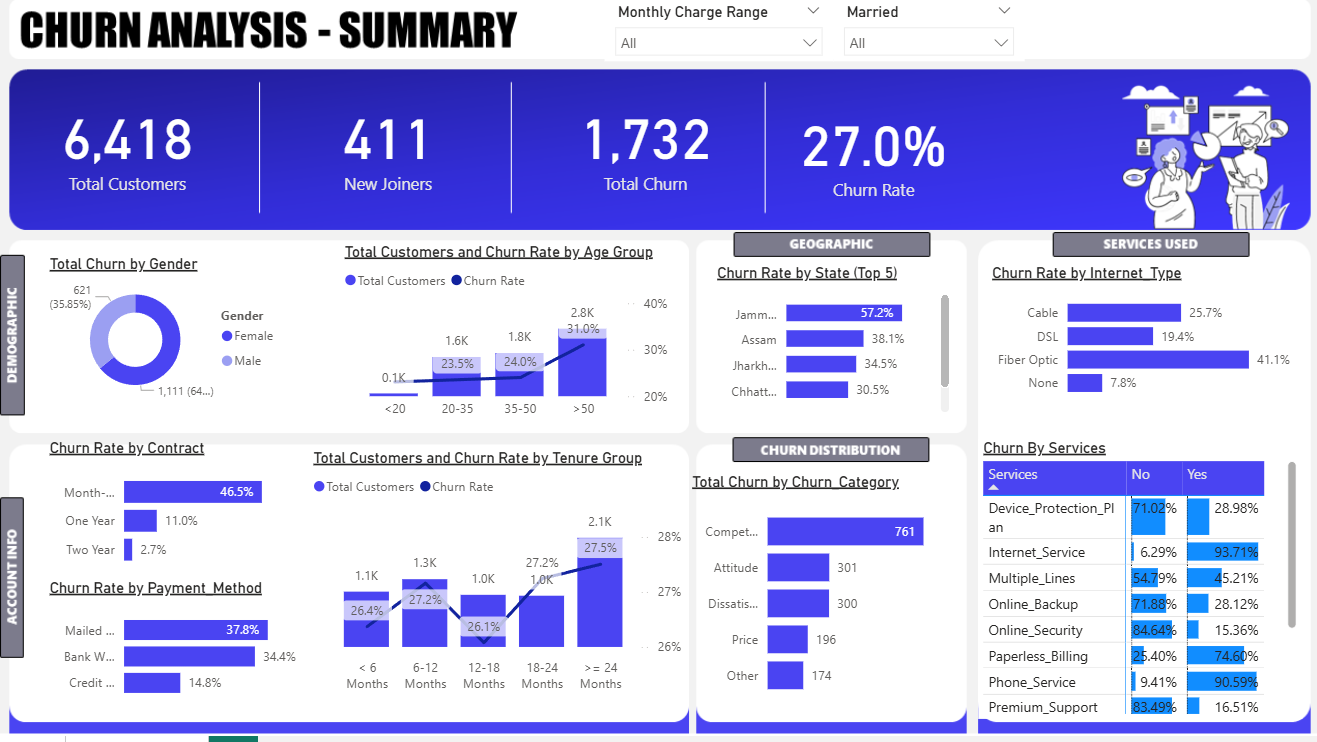 CHURN ANALYSIS - SUMMARY
Monthly Charge Range
All
Married
All
6,418
Total Customers
411
New Joiners
1,732
Total Churn
27.0%
Churn Rate
DEMOGRAPHIC
Total Churn by Gender
621
(35.85%)
1,111 (64...)
Gender
Female
Male
Total Customers and Churn Rate by Age Group
Total Customers Churn Rate
0.1K
1.6K
1.8K
2.8K
23.5%
24.0%
31.0%
40%
30%
20%
<20
20-35
35-50
>50
GEOGRAPHIC
Churn Rate by State (Top 5)
Jamm... 57.2%
Assam 38.1%
Jharkh... 34.5%
Chhatt... 30.5%
SERVICES USED
Churn Rate by Internet_Type
Cable 25.7%
DSL 19.4%
Fiber Optic 41.1%
None 7.8%
ACCOUNT INFO
Churn Rate by Contract
Month-... 46.5%
One Year 11.0%
Two Year 2.7%
Churn Rate by Payment_Method
Mailed ... 37.8%
Bank W... 34.4%
Credit ... 14.8%
Total Customers and Churn Rate by Tenure Group
Total Customers Churn Rate
1.1K
1.3K
1.0K
1.0K
2.1K
26.4%
27.2%
26.1%
27.2%
27.5%
28%
27%
26%
< 6
Months
6-12
Months
12-18
Months
18-24
Months
>= 24
Months
CHURN DISTRIBUTION
Total Churn by Churn_Category
Compet... 761
Attitude 301
Dissatis... 300
Price 196
Other 174
Churn By Services
Services No Yes
Device_Protection_Pl
an 71.02% 28.98%
Internet_Service 6.29% 93.71%
Multiple_Lines 54.79% 45.21%
Online_Backup 71.88% 28.12%
Online_Security 84.64% 15.36%
Paperless_Billing 25.40% 74.60%
Phone_Service 9.41% 90.59%
Premium_Support 83.49% 16.51%